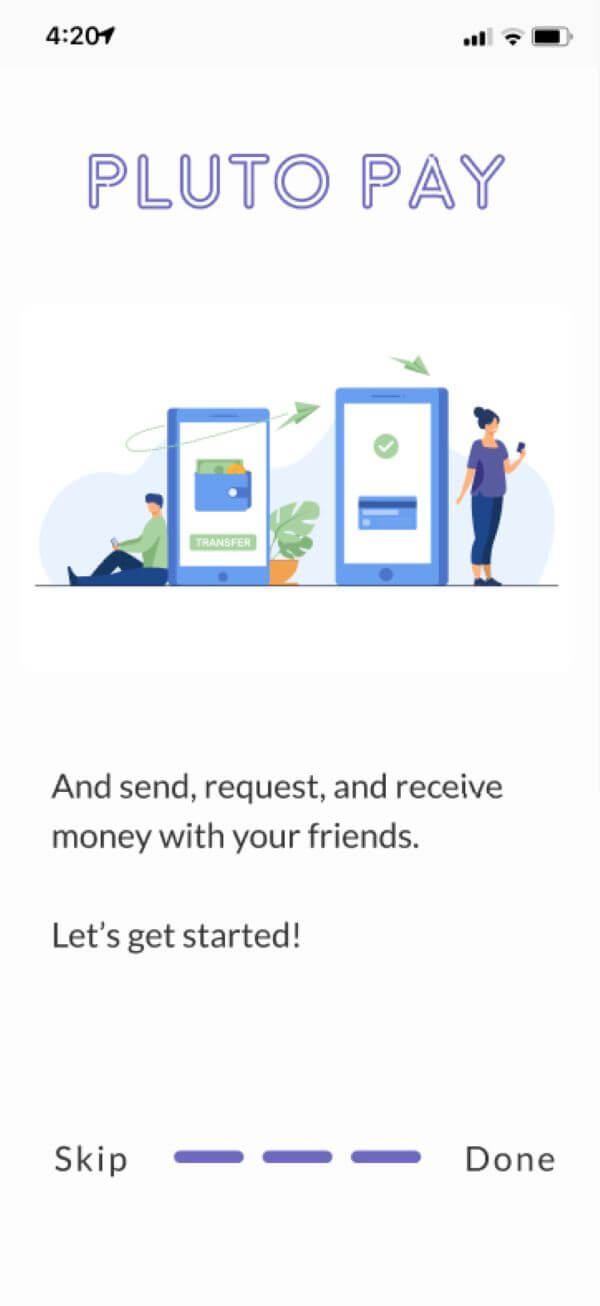 4:20
PLUTO PAY
TRANSFER
And send, request, and receive
money with your friends.
Let’s get started!
Skip
Done